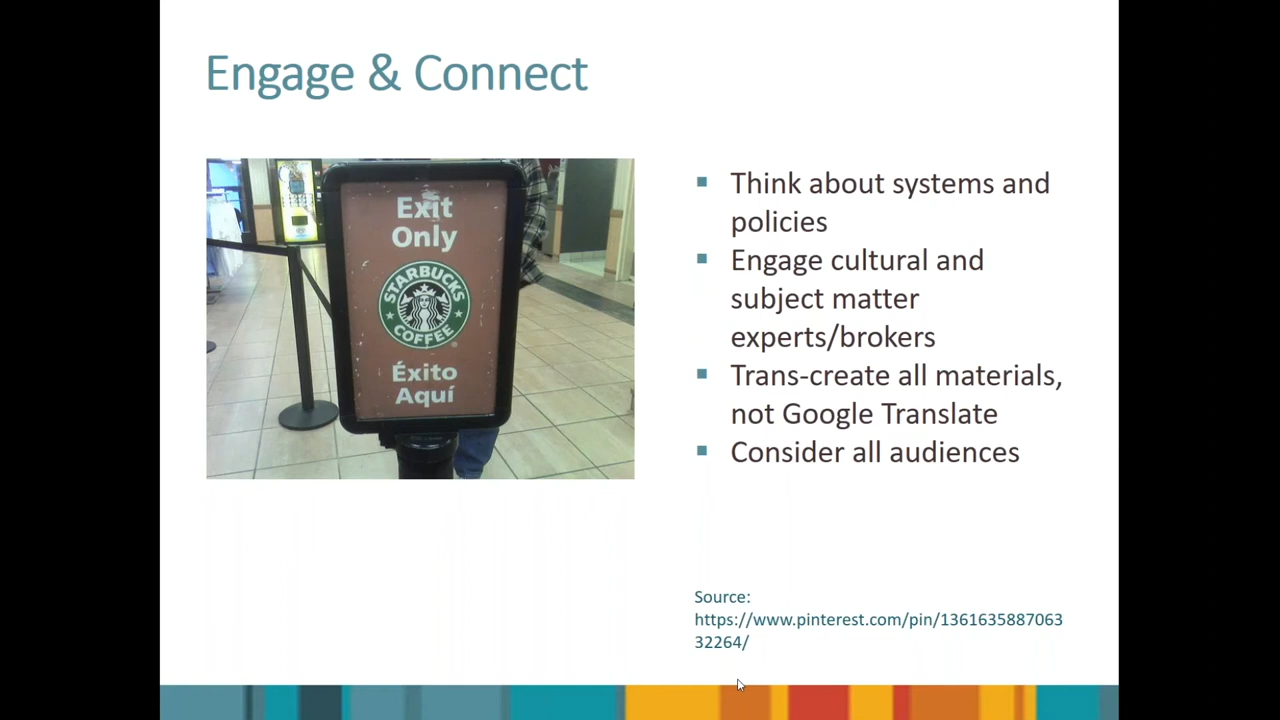 Engage & Connect
Exit
Only
STARBUCKS
COFFEE
Éxito
Aquí
Think about systems and
policies
Engage cultural and
subject matter
experts/brokers
Trans-create all materials,
not Google Translate
Consider all audiences
Source:
https://www.pinterest.com/pin/1361635887063
32264/